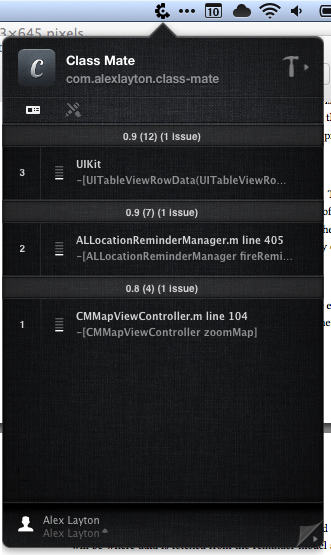 10
3×645 pixels
c
Class Mate
com.alexlayton.class-mate
0.9 (12) (1 issue)
3
UIKit
-[UITableViewRowData(UITableViewRo...
0.9 (7) (1 issue)
2
ALLocationReminderManager.m line 405
-[ALLocationReminderManager fireRemi...
0.8 (4) (1 issue)
1
CMMapViewController.m line 104
-[CMMapViewController zoomMap]
Alex Layton
Alex Layton